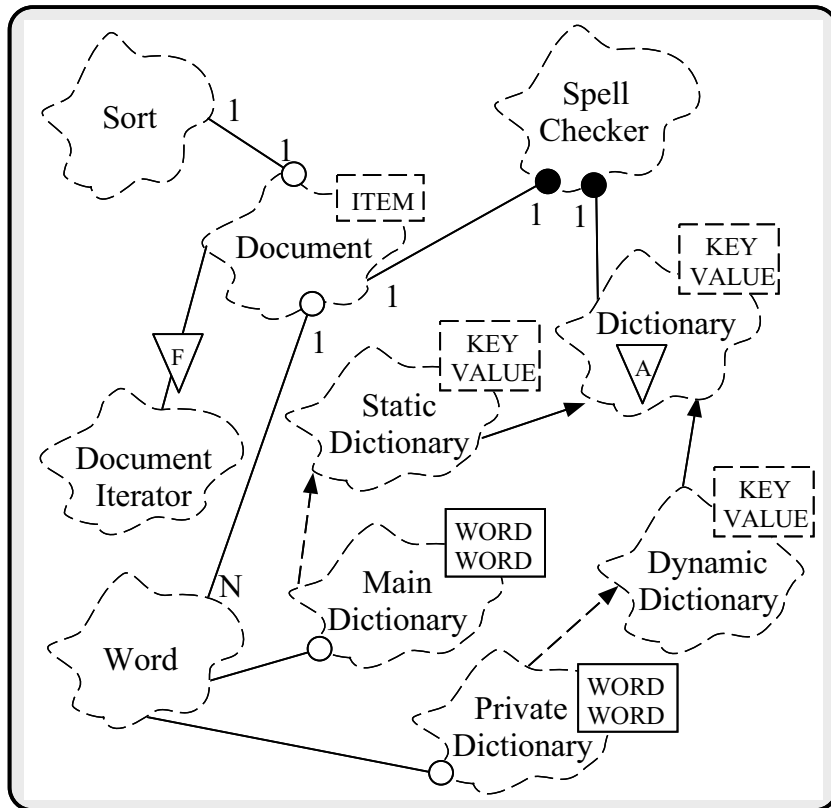 Sort
1
1
Spell
Checker
ITEM
Document
1
1
1
1
KEY
VALUE
Dictionary
A
F
KEY
VALUE
Static
Dictionary
Document
Iterator
KEY
VALUE
Dynamic
Dictionary
WORD
WORD
Main
Dictionary
N
Word
WORD
WORD
Private
Dictionary